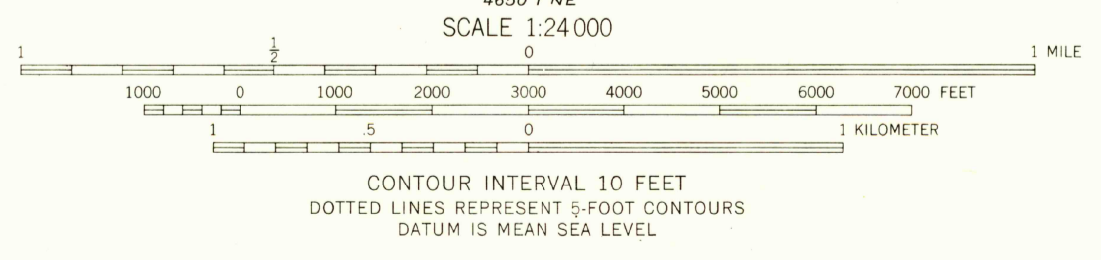 SCALE 1:24 000
1 1/2 0 1 MILE
1000 0 1000 2000 3000 4000 5000 6000 7000 FEET
1 .5 0 1 KILOMETER
CONTOUR INTERVAL 10 FEET
DOTTED LINES REPRESENT 5-FOOT CONTOURS
DATUM IS MEAN SEA LEVEL